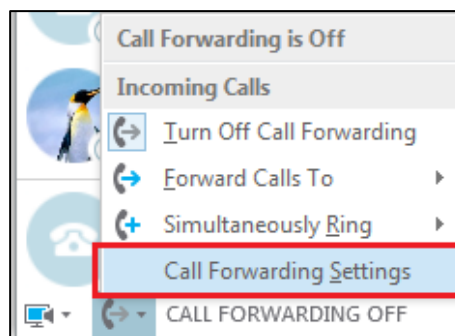 Call Forwarding is Off
Incoming Calls
Turn Off Call Forwarding
Forward Calls To
Simultaneously Ring
Call Forwarding Settings
CALL FORWARDING OFF